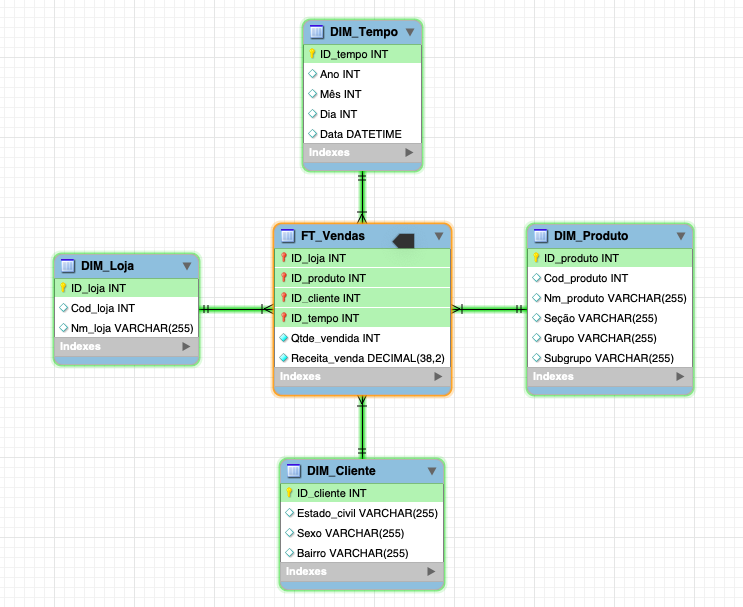 DIM_Tempo
ID_tempo INT
Ano INT
Mês INT
Dia INT
Data DATETIME
Indexes
DIM_Loja
ID_loja INT
Cod_loja INT
Nm_loja VARCHAR(255)
Indexes
FT_Vendas
ID_loja INT
ID_produto INT
ID_cliente INT
ID_tempo INT
Qtde_vendida INT
Receita_venda DECIMAL(38,2)
Indexes
DIM_Produto
ID_produto INT
Cod_produto INT
Nm_produto VARCHAR(255)
Seção VARCHAR(255)
Grupo VARCHAR(255)
Subgrupo VARCHAR(255)
Indexes
DIM_Cliente
ID_cliente INT
Estado_civil VARCHAR(255)
Sexo VARCHAR(255)
Bairro VARCHAR(255)
Indexes